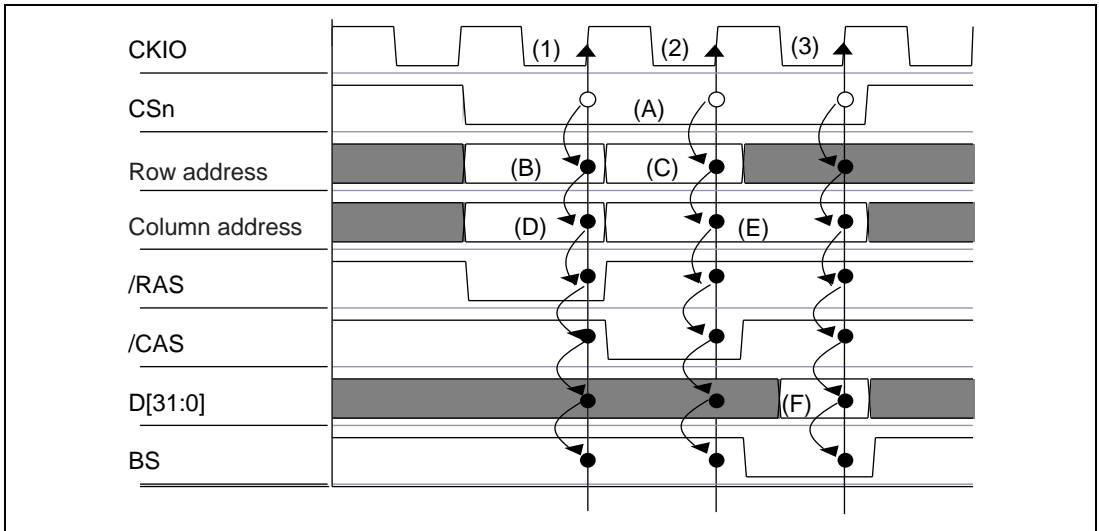 CKIO (1) (2) (3)
CSn (A)
Row address (B) (C)
Column address (D) (E)
/RAS
/CAS
D[31:0] (F)
BS